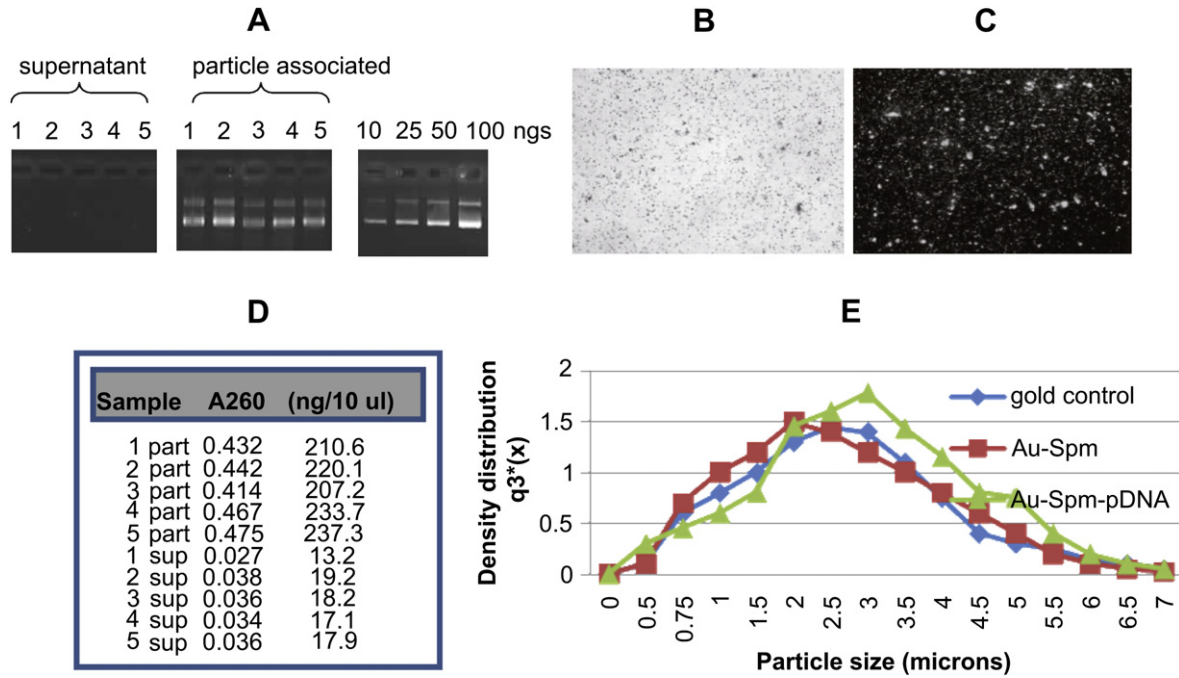 A
supernatant
particle associated
1 2 3 4 5
1 2 3 4 5
10 25 50 100 ngs
B
C
D
Sample A260 (ng/10 ul)
1 part 0.432 210.6
2 part 0.442 220.1
3 part 0.414 207.2
4 part 0.467 233.7
5 part 0.475 237.3
1 sup 0.027 13.2
2 sup 0.038 19.2
3 sup 0.036 18.2
4 sup 0.034 17.1
5 sup 0.036 17.9
E
Density distribution
q3*(x)
2
1.5
1
0.5
0
gold control
Au-Spm
Au-Spm-pDNA
0 0.5 0.75 1 1.5 2 2.5 3 3.5 4 4.5 5 5.5 6 6.5 7
Particle size (microns)